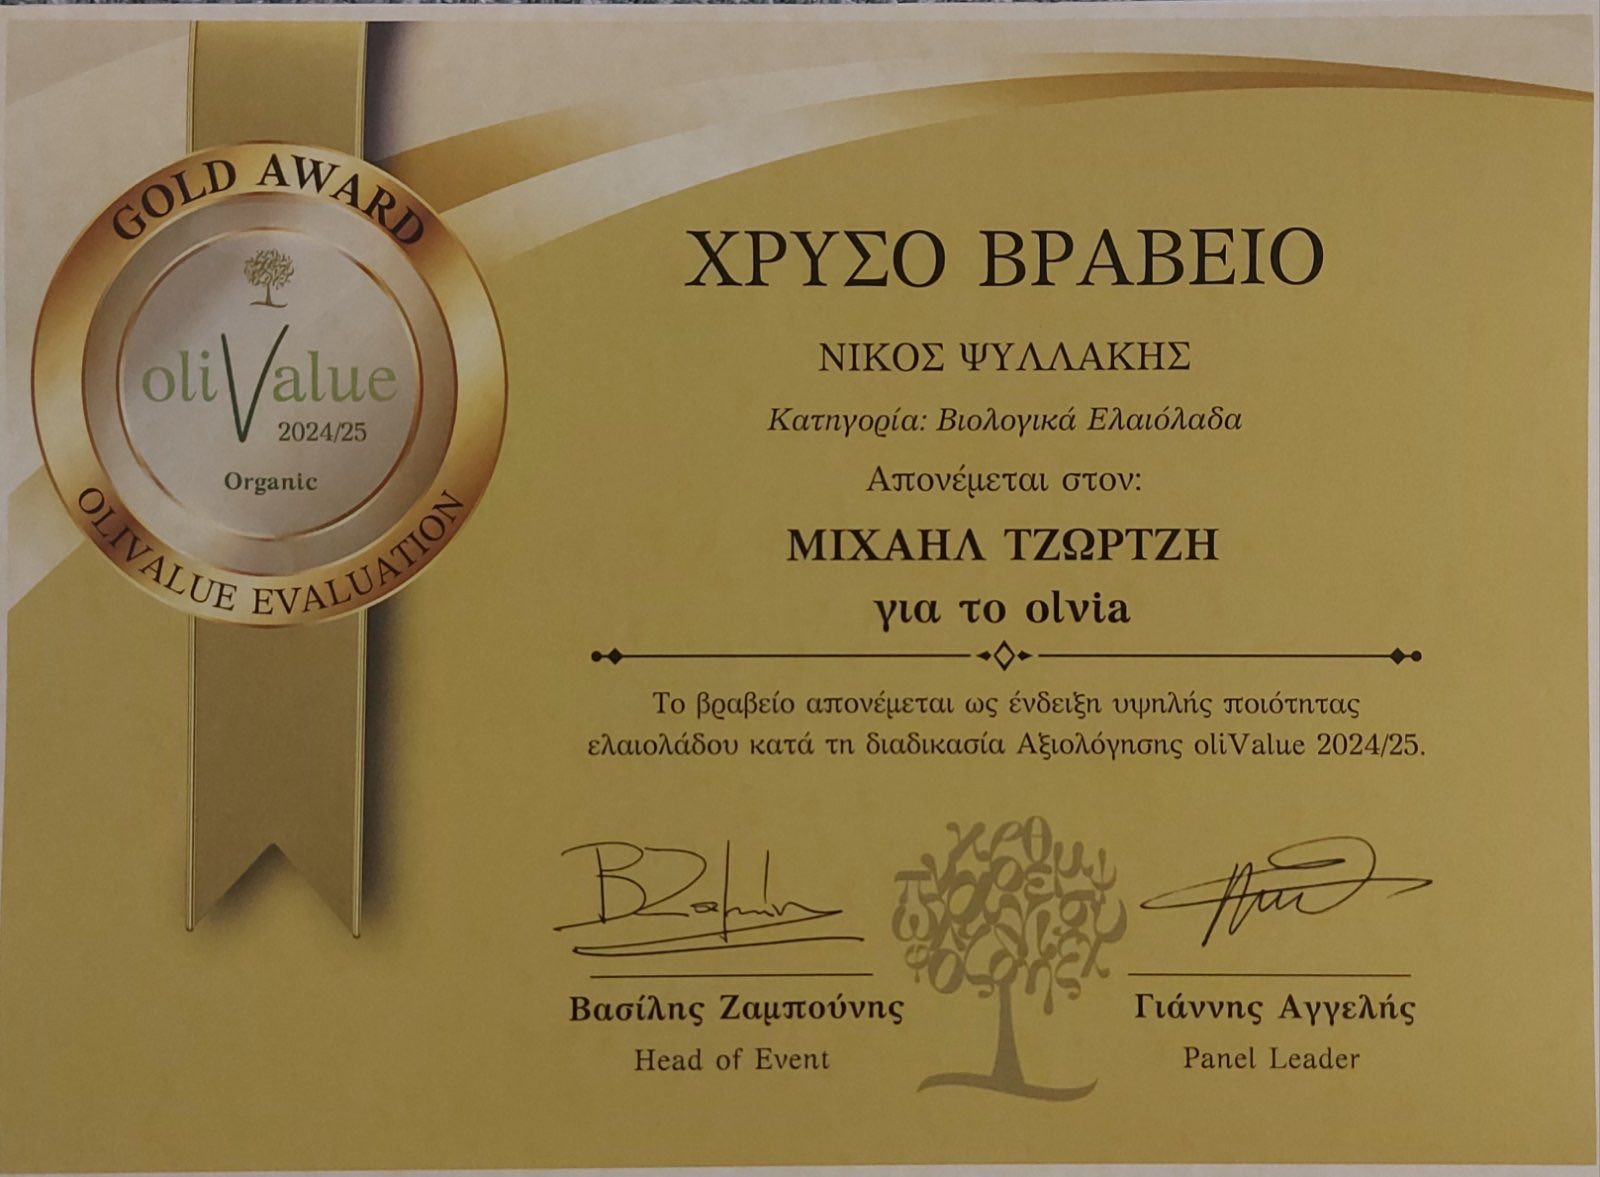 GOLD AWARD
oliValue
2024/25
Organic
OLIVALUE EVALUATION
ΧΡΥΣΟ ΒΡΑΒΕΙΟ
ΝΙΚΟΣ ΨΥΛΛΑΚΗΣ
Κατηγορία: Βιολογικά Ελαιόλαδα
Απονέμεται στον:
ΜΙΧΑΗΛ ΤΖΩΡΤΖΗ
για το olvia
Το βραβείο απονέμεται ως ένδειξη υψηλής ποιότητας
ελαιολάδου κατά τη διαδικασία Αξιολόγησης oliValue 2024/25.
Βασίλης Ζαμπούνης
Head of Event
Γιάννης Αγγελής
Panel Leader